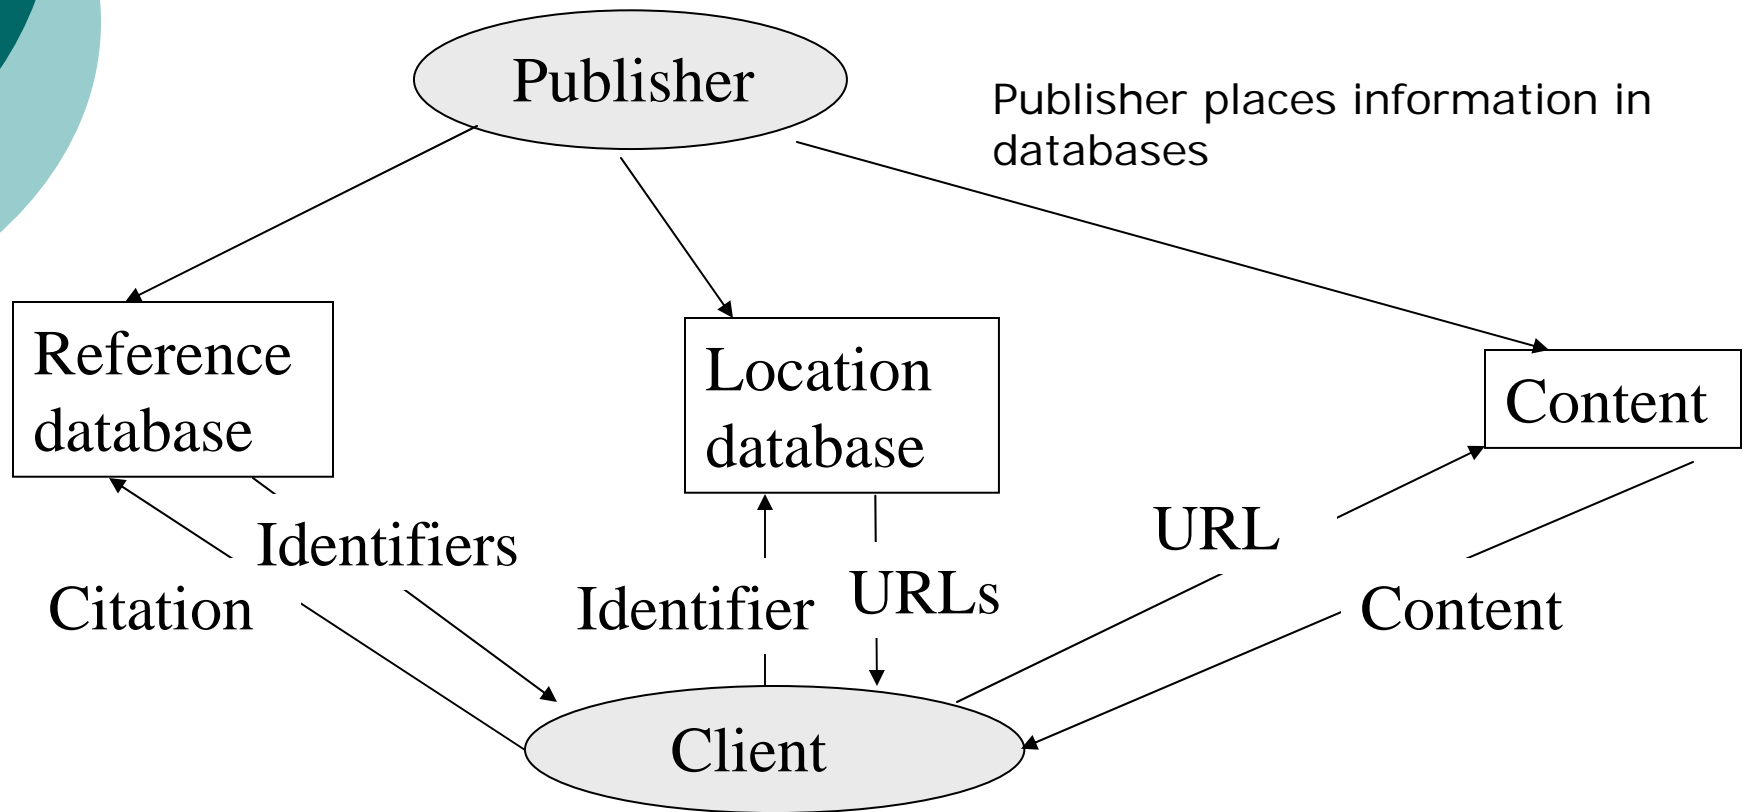 Publisher
Publisher places information in
databases
Reference
database
Location
database
Content
Identifiers
Citation
Identifier
URLs
URL
Content
Client